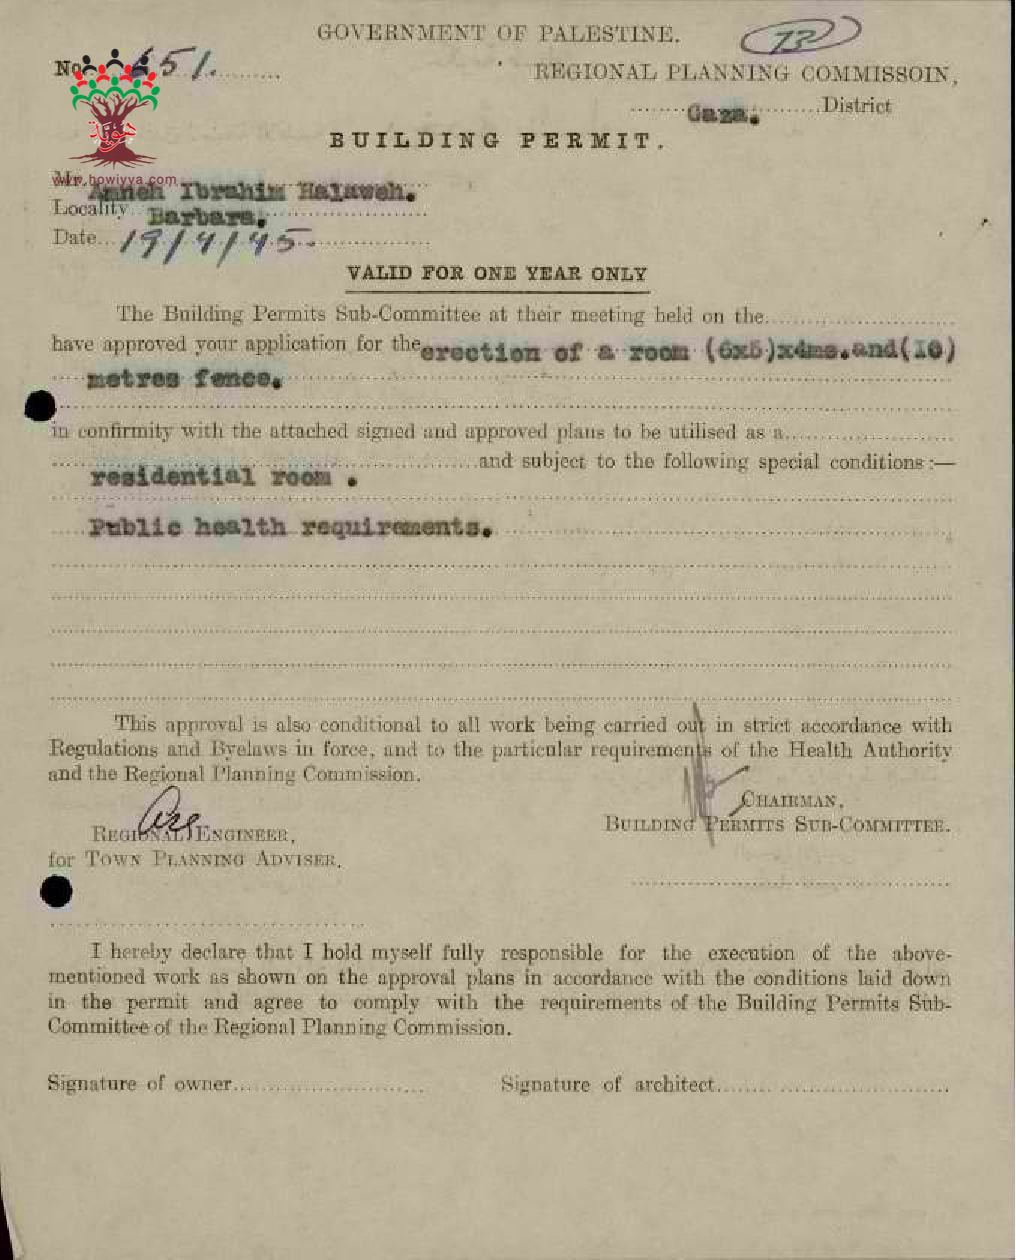 GOVERNMENT OF PALESTINE.
73
No. 651.
REGIONAL PLANNING COMMISSOIN,
Gaza. District
BUILDING PERMIT.
هوية
www.howiyya.com
Mr. Amneh Ibrahim Halaweh.
Locality Barbara.
Date 19/4/45.
VALID FOR ONE YEAR ONLY
The Building Permits Sub-Committee at their meeting held on the
have approved your application for the erection of a room (6x5)x4ms.and(10)
metres fence.
in confirmity with the attached signed and approved plans to be utilised as a
and subject to the following special conditions :—
residential room .
Public health requirements.
This approval is also conditional to all work being carried out in strict accordance with
Regulations and Byelaws in force, and to the particular requirements of the Health Authority
and the Regional Planning Commission.
CHAIRMAN,
BUILDING PERMITS SUB-COMMITTEE.
REGIONAL ENGINEER,
for TOWN PLANNING ADVISER.
I hereby declare that I hold myself fully responsible for the execution of the above-
mentioned work as shown on the approval plans in accordance with the conditions laid down
in the permit and agree to comply with the requirements of the Building Permits Sub-
Committee of the Regional Planning Commission.
Signature of owner
Signature of architect